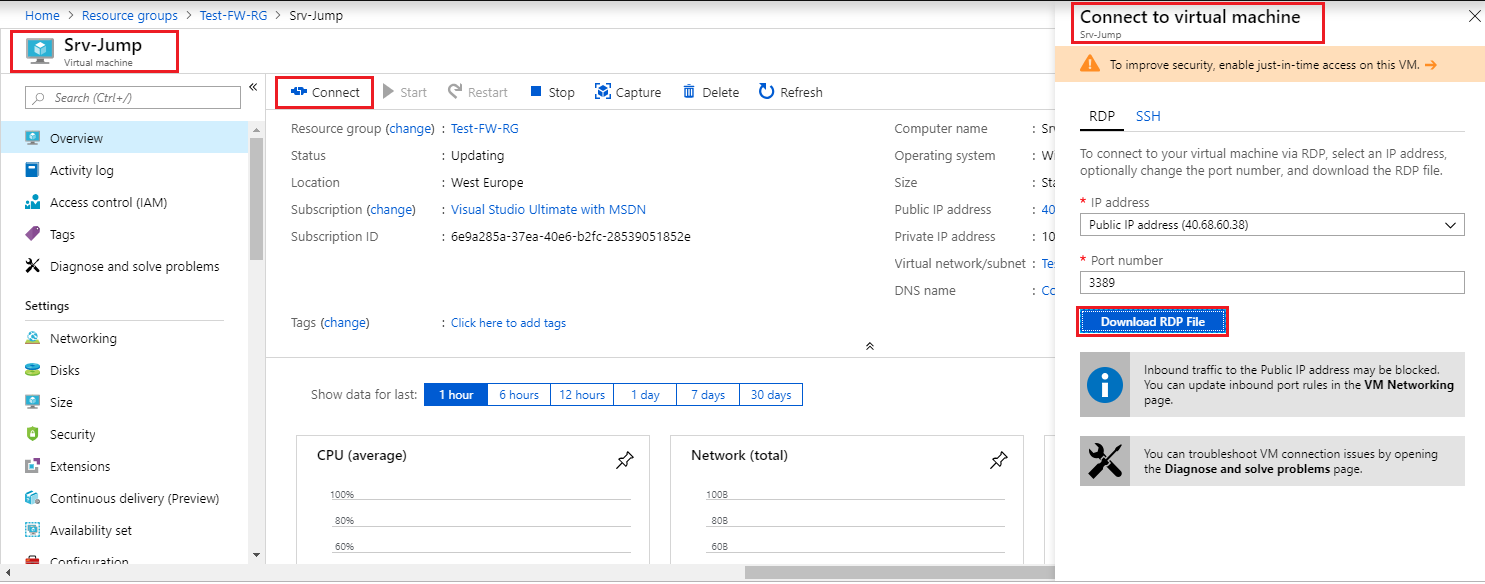 Home > Resource groups > Test-FW-RG > Srv-Jump
Srv-Jump
Virtual machine
Search (Ctrl+/)
«
Overview
Activity log
Access control (IAM)
Tags
Diagnose and solve problems
Settings
Networking
Disks
Size
Security
Extensions
Continuous delivery (Preview)
Availability set
Configuration
Connect Start Restart Stop Capture Delete Refresh
Resource group (change) : Test-FW-RG
Status : Updating
Location : West Europe
Subscription (change) : Visual Studio Ultimate with MSDN
Subscription ID : 6e9a285a-37ea-40e6-b2fc-28539051852e
Tags (change) : Click here to add tags
Computer name :
Operating system :
Size :
Public IP address : 40
Private IP address : 10
Virtual network/subnet :
DNS name :
Show data for last: 1 hour 6 hours 12 hours 1 day 7 days 30 days
CPU (average)
100%
80%
60%
Network (total)
100B
80B
60B
Connect to virtual machine
Srv-Jump
To improve security, enable just-in-time access on this VM. →
RDP SSH
To connect to your virtual machine via RDP, select an IP address,
optionally change the port number, and download the RDP file.
* IP address
Public IP address (40.68.60.38)
* Port number
3389
Download RDP File
Inbound traffic to the Public IP address may be blocked.
You can update inbound port rules in the VM Networking
page.
You can troubleshoot VM connection issues by opening
the Diagnose and solve problems page.